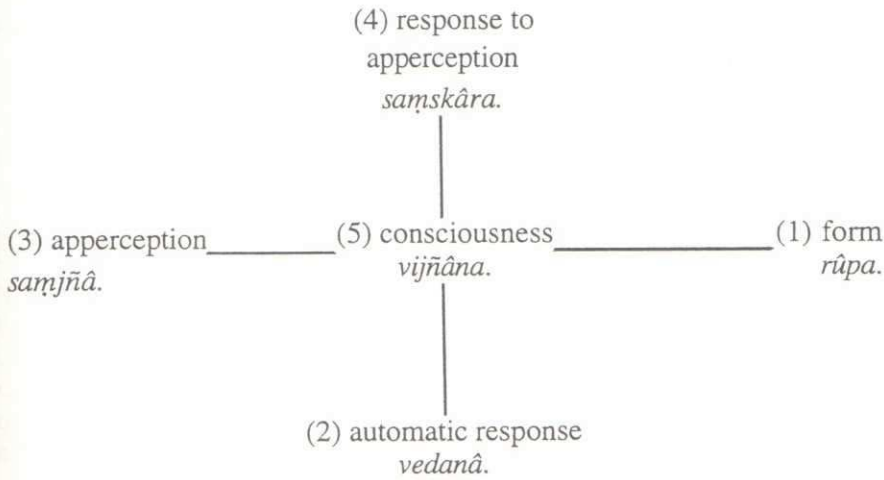 (4) response to
apperception
saṃskâra.
(3) apperception
saṃjñâ.
(5) consciousness
vijñâna.
(1) form
rûpa.
(2) automatic response
vedanâ.